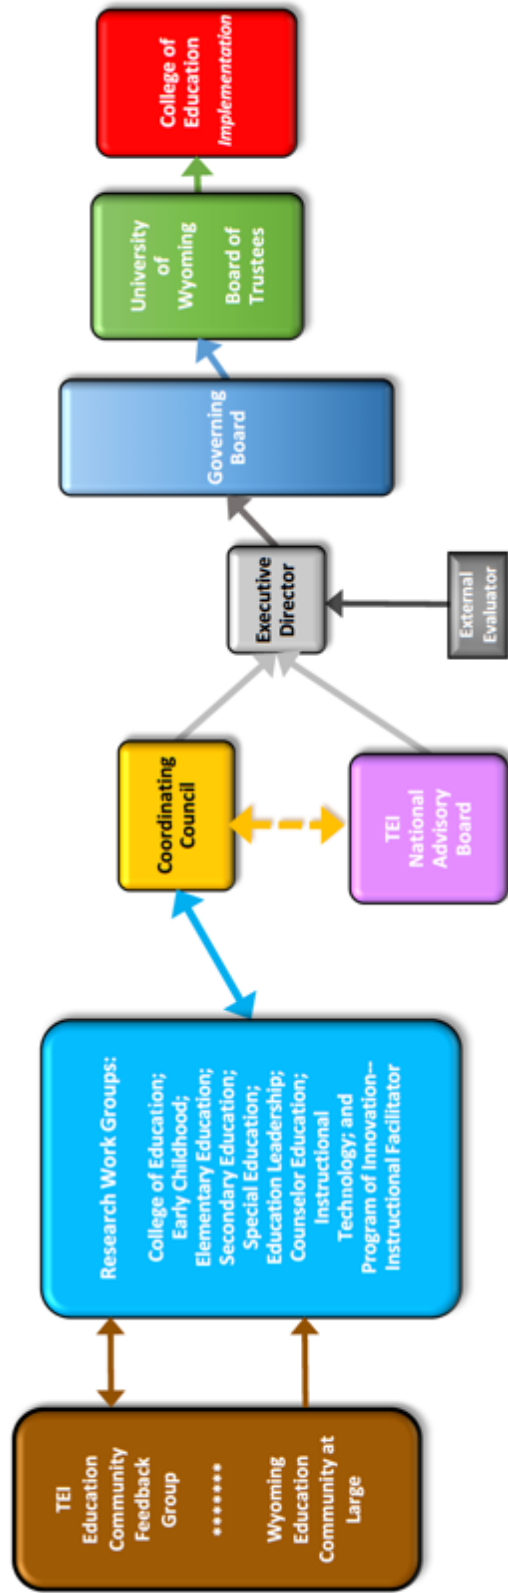 TEI
Education
Community
Feedback
Group
*******
Wyoming
Education
Community at
Large
Research Work Groups:
College of Education;
Early Childhood;
Elementary Education;
Secondary Education;
Special Education;
Education Leadership;
Counselor Education;
Instructional
Technology; and
Program of Innovation--
Instructional Facilitator
Coordinating
Council
TEI
National
Advisory
Board
Executive
Director
External
Evaluator
Governing
Board
University
of
Wyoming
Board of
Trustees
College of
Education
Implementation